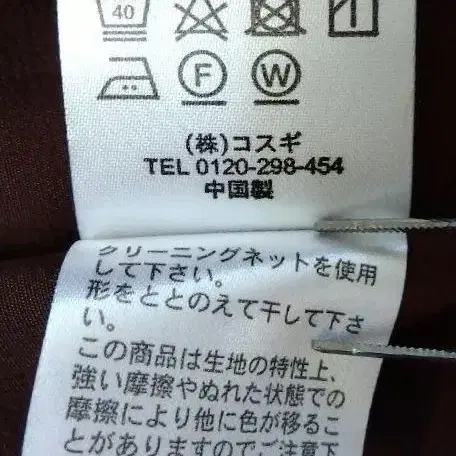 40
F W
(株)コスギ
TEL 0120-298-454
中国製
クリーニングネットを使用
して下さい。
形をととのえて干して下さ
い。
この商品は生地の特性上、
強い摩擦やぬれた状態での
摩擦により他に色が移るこ
とがありますのでご注意下